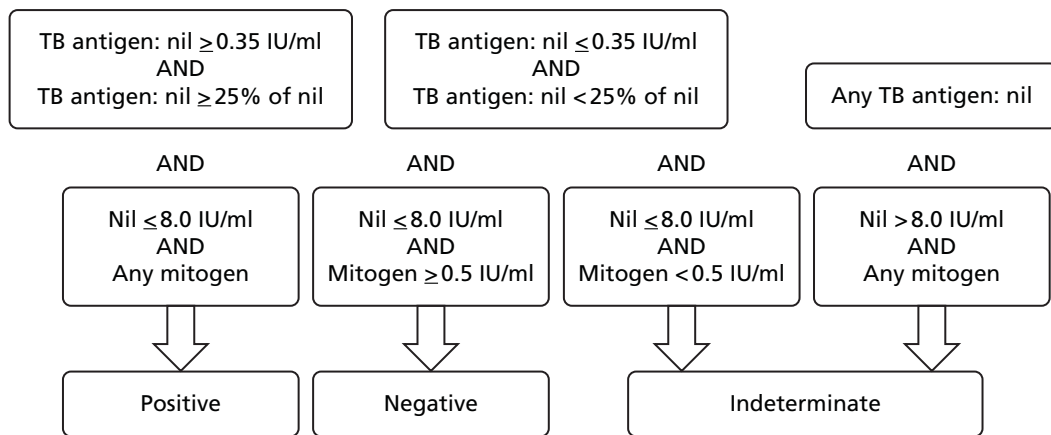 TB antigen: nil ≥0.35 IU/ml
AND
TB antigen: nil ≥25% of nil
TB antigen: nil ≤0.35 IU/ml
AND
TB antigen: nil <25% of nil
Any TB antigen: nil
AND
AND
AND
AND
Nil ≤8.0 IU/ml
AND
Any mitogen
Nil ≤8.0 IU/ml
AND
Mitogen ≥0.5 IU/ml
Nil ≤8.0 IU/ml
AND
Mitogen <0.5 IU/ml
Nil >8.0 IU/ml
AND
Any mitogen
Positive
Negative
Indeterminate